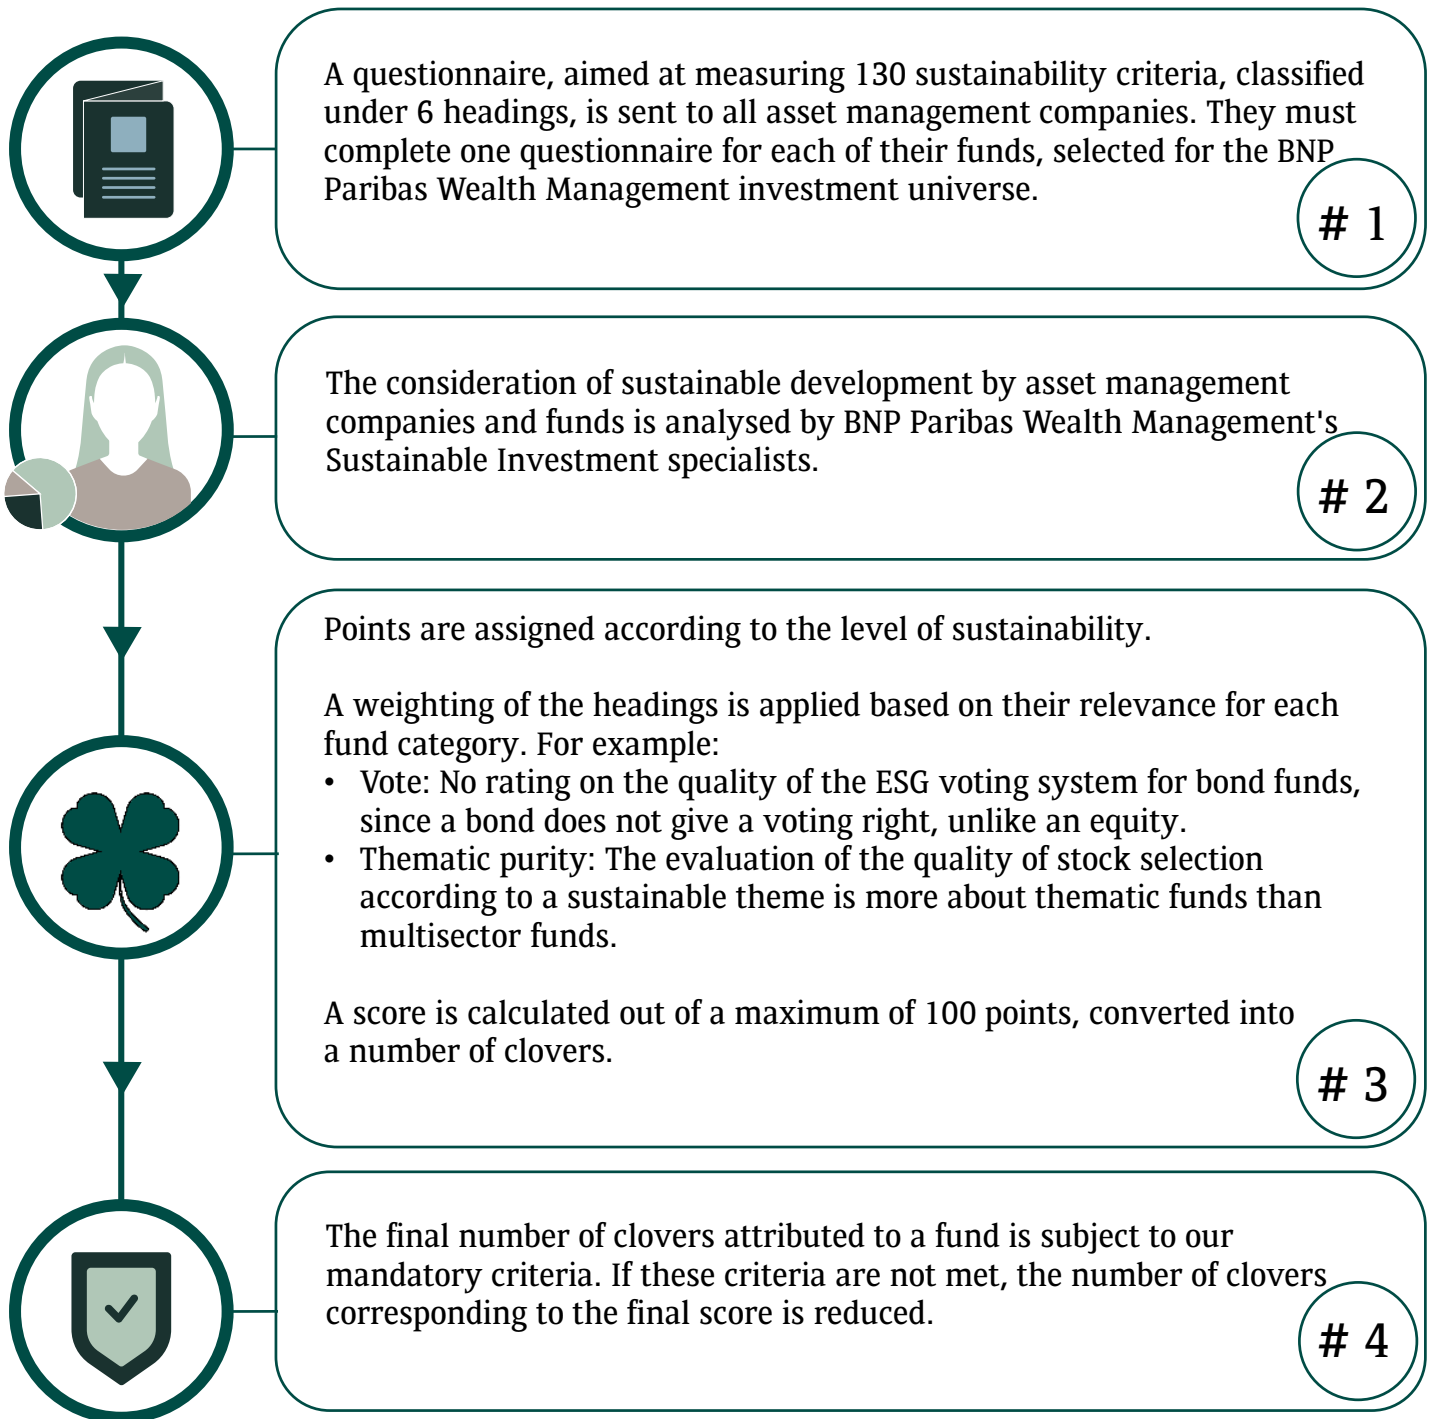 A questionnaire, aimed at measuring 130 sustainability criteria, classified
under 6 headings, is sent to all asset management companies. They must
complete one questionnaire for each of their funds, selected for the BNP
Paribas Wealth Management investment universe.
# 1
The consideration of sustainable development by asset management
companies and funds is analysed by BNP Paribas Wealth Management's
Sustainable Investment specialists.
# 2
Points are assigned according to the level of sustainability.
A weighting of the headings is applied based on their relevance for each
fund category. For example:
• Vote: No rating on the quality of the ESG voting system for bond funds,
since a bond does not give a voting right, unlike an equity.
• Thematic purity: The evaluation of the quality of stock selection
according to a sustainable theme is more about thematic funds than
multisector funds.
A score is calculated out of a maximum of 100 points, converted into
a number of clovers.
# 3
The final number of clovers attributed to a fund is subject to our
mandatory criteria. If these criteria are not met, the number of clovers
corresponding to the final score is reduced.
# 4